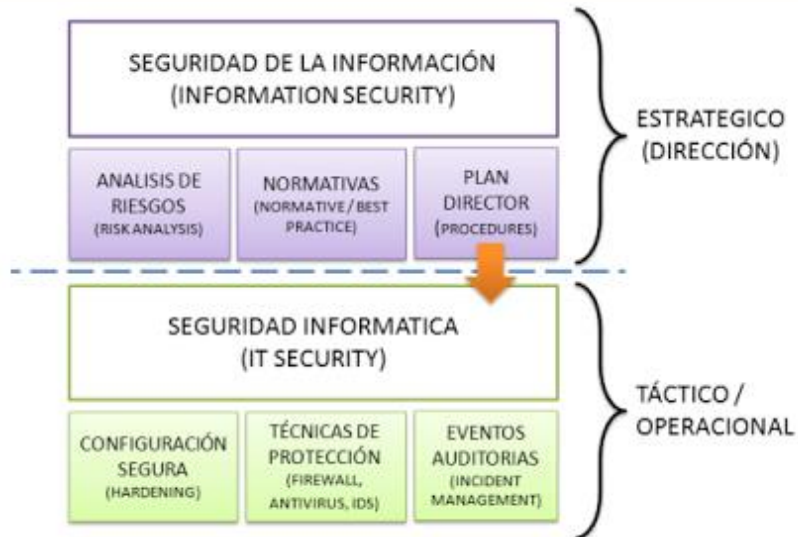 SEGURIDAD DE LA INFORMACIÓN
(INFORMATION SECURITY)
ESTRATEGICO
(DIRECCIÓN)
ANALISIS DE
RIESGOS
(RISK ANALYSIS)
NORMATIVAS
(NORMATIVE / BEST
PRACTICE)
PLAN
DIRECTOR
(PROCEDURES)
SEGURIDAD INFORMATICA
(IT SECURITY)
TÁCTICO /
OPERACIONAL
CONFIGURACIÓN
SEGURA
(HARDENING)
TÉCNICAS DE
PROTECCIÓN
(FIREWALL,
ANTIVIRUS, IDS)
EVENTOS
AUDITORIAS
(INCIDENT
MANAGEMENT)